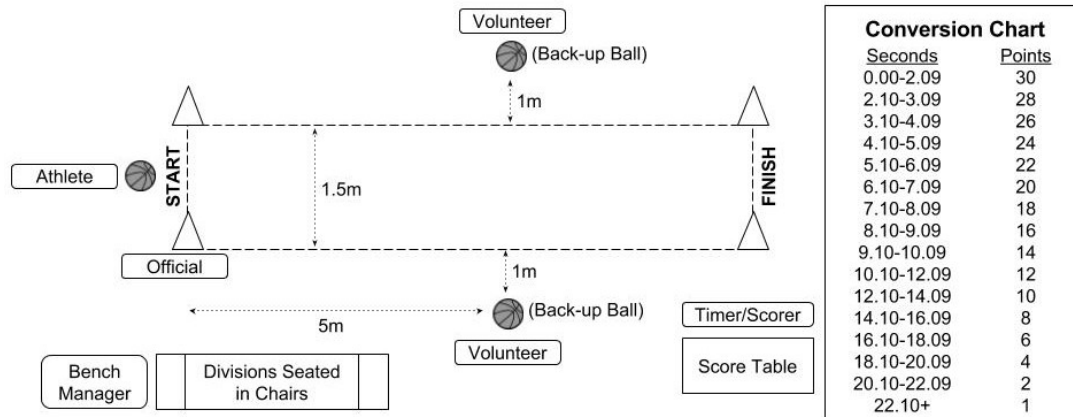 Volunteer
(Back-up Ball)
1m
START
FINISH
Athlete
1.5m
Official
1m
(Back-up Ball)
5m
Volunteer
Timer/Scorer
Score Table
Bench
Manager
Divisions Seated
in Chairs
Conversion Chart
Seconds Points
0.00-2.09 30
2.10-3.09 28
3.10-4.09 26
4.10-5.09 24
5.10-6.09 22
6.10-7.09 20
7.10-8.09 18
8.10-9.09 16
9.10-10.09 14
10.10-12.09 12
12.10-14.09 10
14.10-16.09 8
16.10-18.09 6
18.10-20.09 4
20.10-22.09 2
22.10+ 1